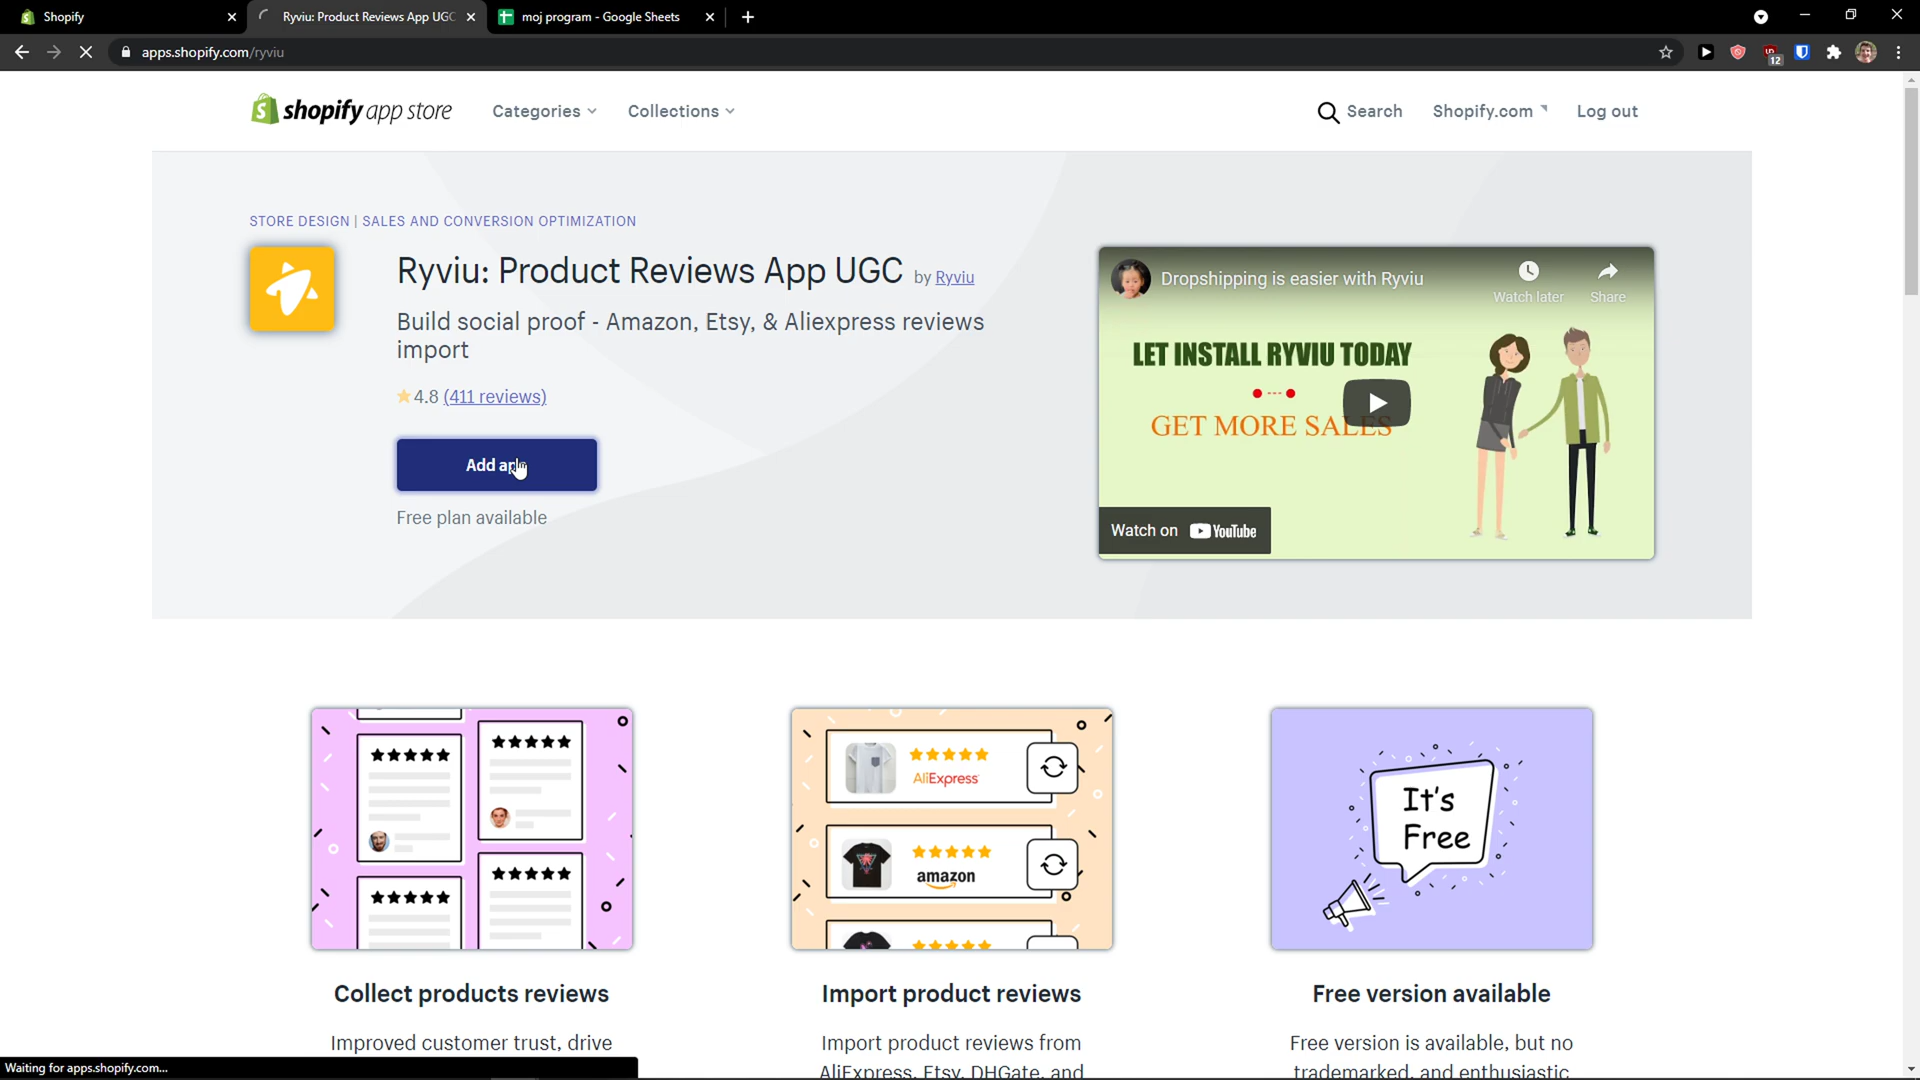 Shopify
Ryviu: Product Reviews App UGC
moj program - Google Sheets
apps.shopify.com/ryviu
12
shopify app store
Categories
Collections
Search
Shopify.com
Log out
STORE DESIGN | SALES AND CONVERSION OPTIMIZATION
Ryviu: Product Reviews App UGC by Ryviu
Build social proof - Amazon, Etsy, & Aliexpress reviews
import
4.8 (411 reviews)
Add app
Free plan available
Dropshipping is easier with Ryviu
Watch later
Share
LET INSTALL RYVIU TODAY
GET MORE SALES
Watch on YouTube
AliExpress
amazon
It's
Free
Collect products reviews
Import product reviews
Free version available
Improved customer trust, drive
Import product reviews from
Free version is available, but no
AliExpress, Etsy, DHGate, and
trademarked, and enthusiastic
Waiting for apps.shopify.com...